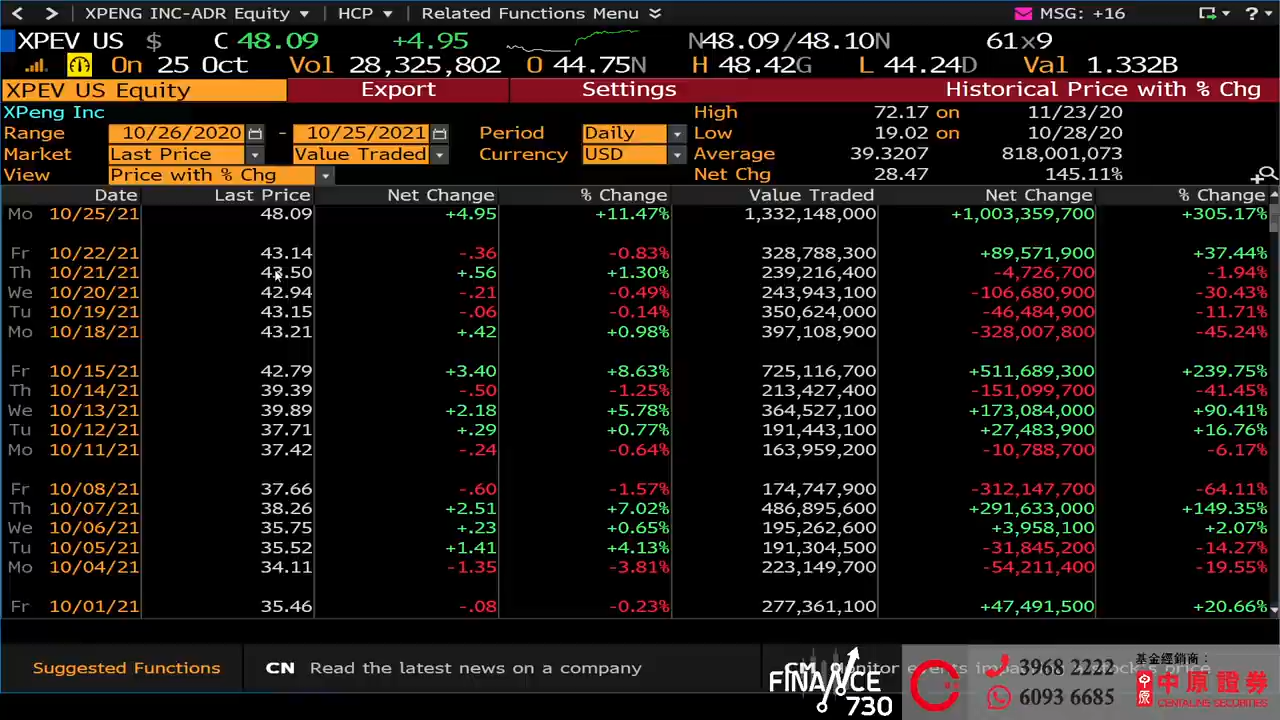 XPENG INC-ADR Equity HCP Related Functions Menu MSG: +16 ?
XPEV US $ C 48.09 +4.95 N48.09/48.10N 61x9
On 25 Oct Vol 28,325,802 O 44.75N H 48.42G L 44.24D Val 1.332B
XPEV US Equity Export Settings Historical Price with % Chg
XPeng Inc High 72.17 on 11/23/20
Range 10/26/2020 - 10/25/2021 Period Daily Low 19.02 on 10/28/20
Market Last Price Value Traded Currency USD Average 39.3207 818,001,073
View Price with % Chg Net Chg 28.47 145.11%
Date Last Price Net Change % Change Value Traded Net Change % Change
Mo 10/25/21 48.09 +4.95 +11.47% 1,332,148,000 +1,003,359,700 +305.17%
Fr 10/22/21 43.14 -.36 -0.83% 328,788,300 +89,571,900 +37.44%
Th 10/21/21 43.50 +.56 +1.30% 239,216,400 -4,726,700 -1.94%
We 10/20/21 42.94 -.21 -0.49% 243,943,100 -106,680,900 -30.43%
Tu 10/19/21 43.15 -.06 -0.14% 350,624,000 -46,484,900 -11.71%
Mo 10/18/21 43.21 +.42 +0.98% 397,108,900 -328,007,800 -45.24%
Fr 10/15/21 42.79 +3.40 +8.63% 725,116,700 +511,689,300 +239.75%
Th 10/14/21 39.39 -.50 -1.25% 213,427,400 -151,099,700 -41.45%
We 10/13/21 39.89 +2.18 +5.78% 364,527,100 +173,084,000 +90.41%
Tu 10/12/21 37.71 +.29 +0.77% 191,443,100 +27,483,900 +16.76%
Mo 10/11/21 37.42 -.24 -0.64% 163,959,200 -10,788,700 -6.17%
Fr 10/08/21 37.66 -.60 -1.57% 174,747,900 -312,147,700 -64.11%
Th 10/07/21 38.26 +2.51 +7.02% 486,895,600 +291,633,000 +149.35%
We 10/06/21 35.75 +.23 +0.65% 195,262,600 +3,958,100 +2.07%
Tu 10/05/21 35.52 +1.41 +4.13% 191,304,500 -31,845,200 -14.27%
Mo 10/04/21 34.11 -1.35 -3.81% 223,149,700 -54,211,400 -19.55%
Fr 10/01/21 35.46 -.08 -0.23% 277,361,100 +47,491,500 +20.66%
Suggested Functions CN Read the latest news on a company CM Monitor events
FINANCE 730
3968 2222
6093 6685
基金經銷商：
中原證券
CENTALINE SECURITIES